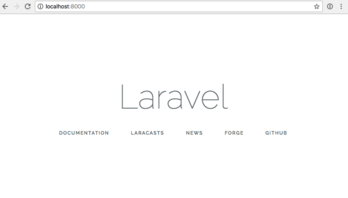 localhost:8000
Laravel
DOCUMENTATION LARACASTS NEWS FORGE GITHUB